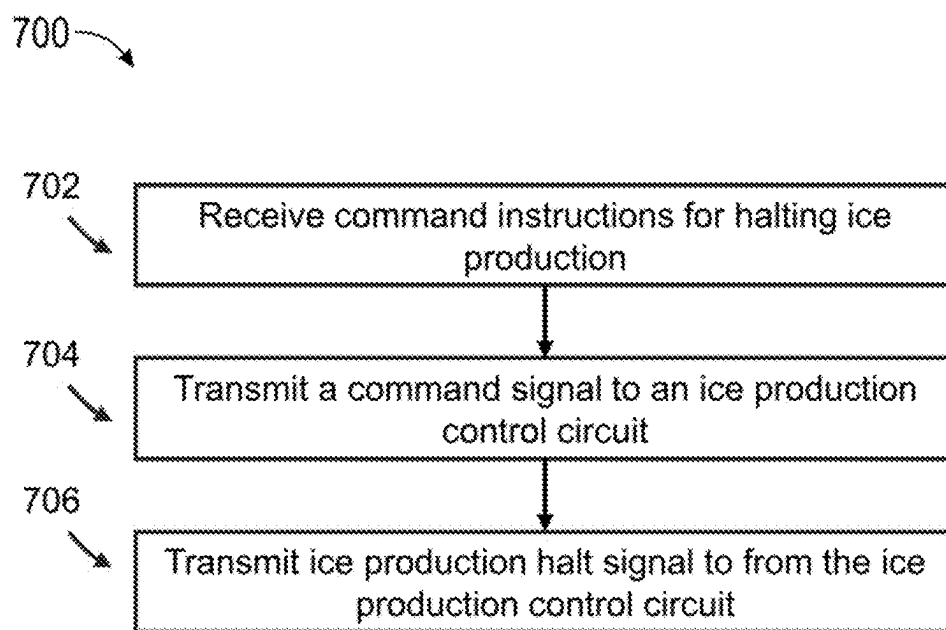 700
702
Receive command instructions for halting ice
production
704
Transmit a command signal to an ice production
control circuit
706
Transmit ice production halt signal to from the ice
production control circuit